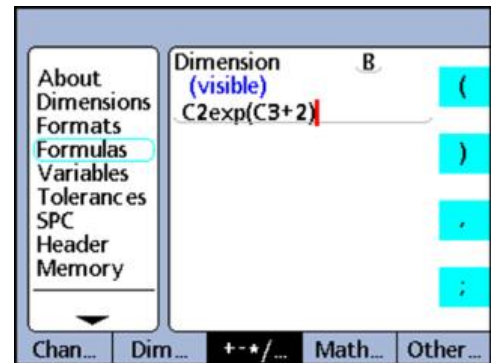 About
Dimensions
Formats
Formulas
Variables
Tolerances
SPC
Header
Memory
Dimension B
(visible)
C2exp(C3+2)
(
)
,
;
Chan... Dim... +-*/... Math... Other...